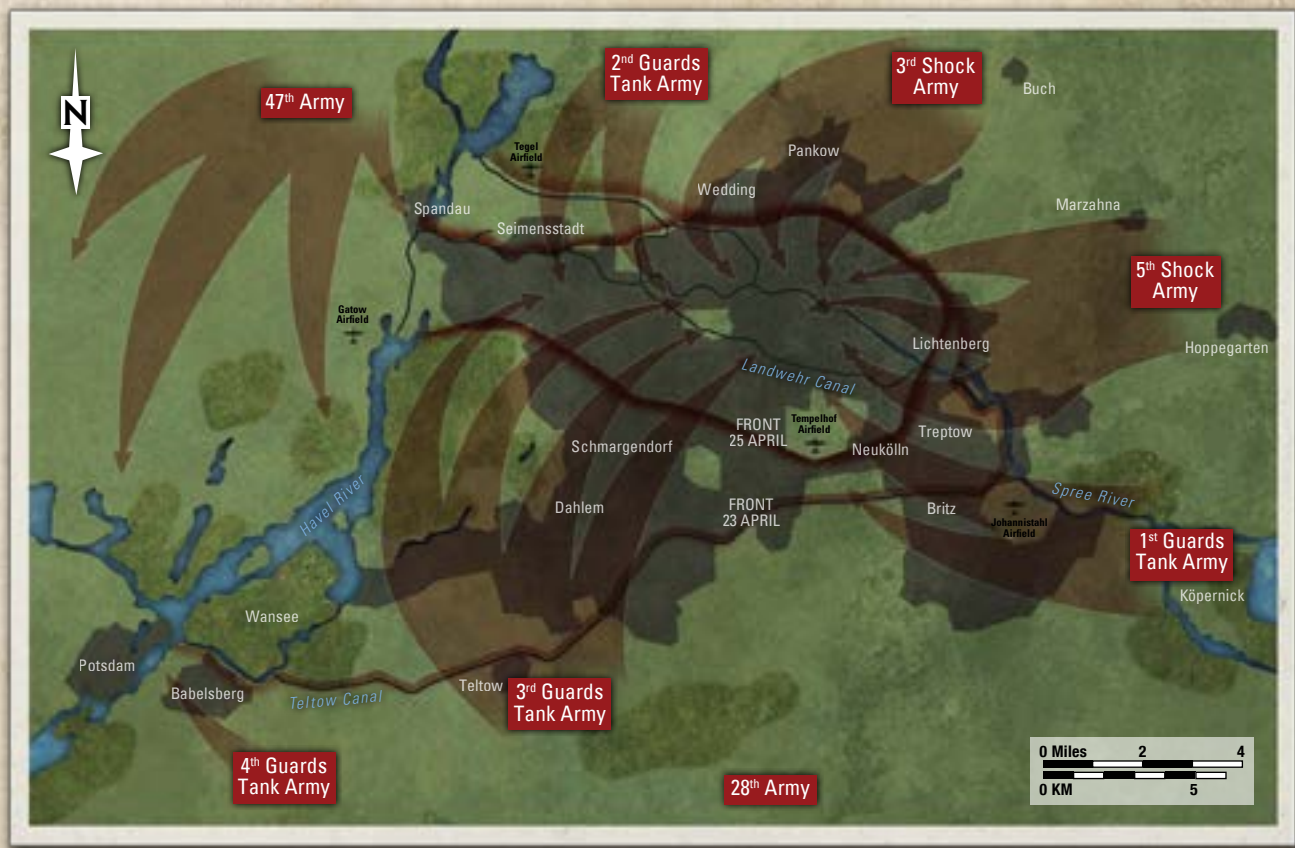 N
47th Army
2nd Guards
Tank Army
3rd Shock
Army
Buch
Tegel
Airfield
Pankow
Wedding
Spandau
Seimensstadt
Marzahna
5th Shock
Army
Gatow
Airfield
Lichtenberg
Hoppegarten
Landwehr Canal
FRONT
25 APRIL
Tempelhof
Airfield
Treptow
Neukölln
Schmargendorf
Havel River
Dahlem
FRONT
23 APRIL
Britz
Spree River
Johannistahl
Airfield
1st Guards
Tank Army
Köpernick
Wansee
Potsdam
Babelsberg
Teltow Canal
Teltow
3rd Guards
Tank Army
4th Guards
Tank Army
28th Army
0 Miles 2 4
0 KM 5